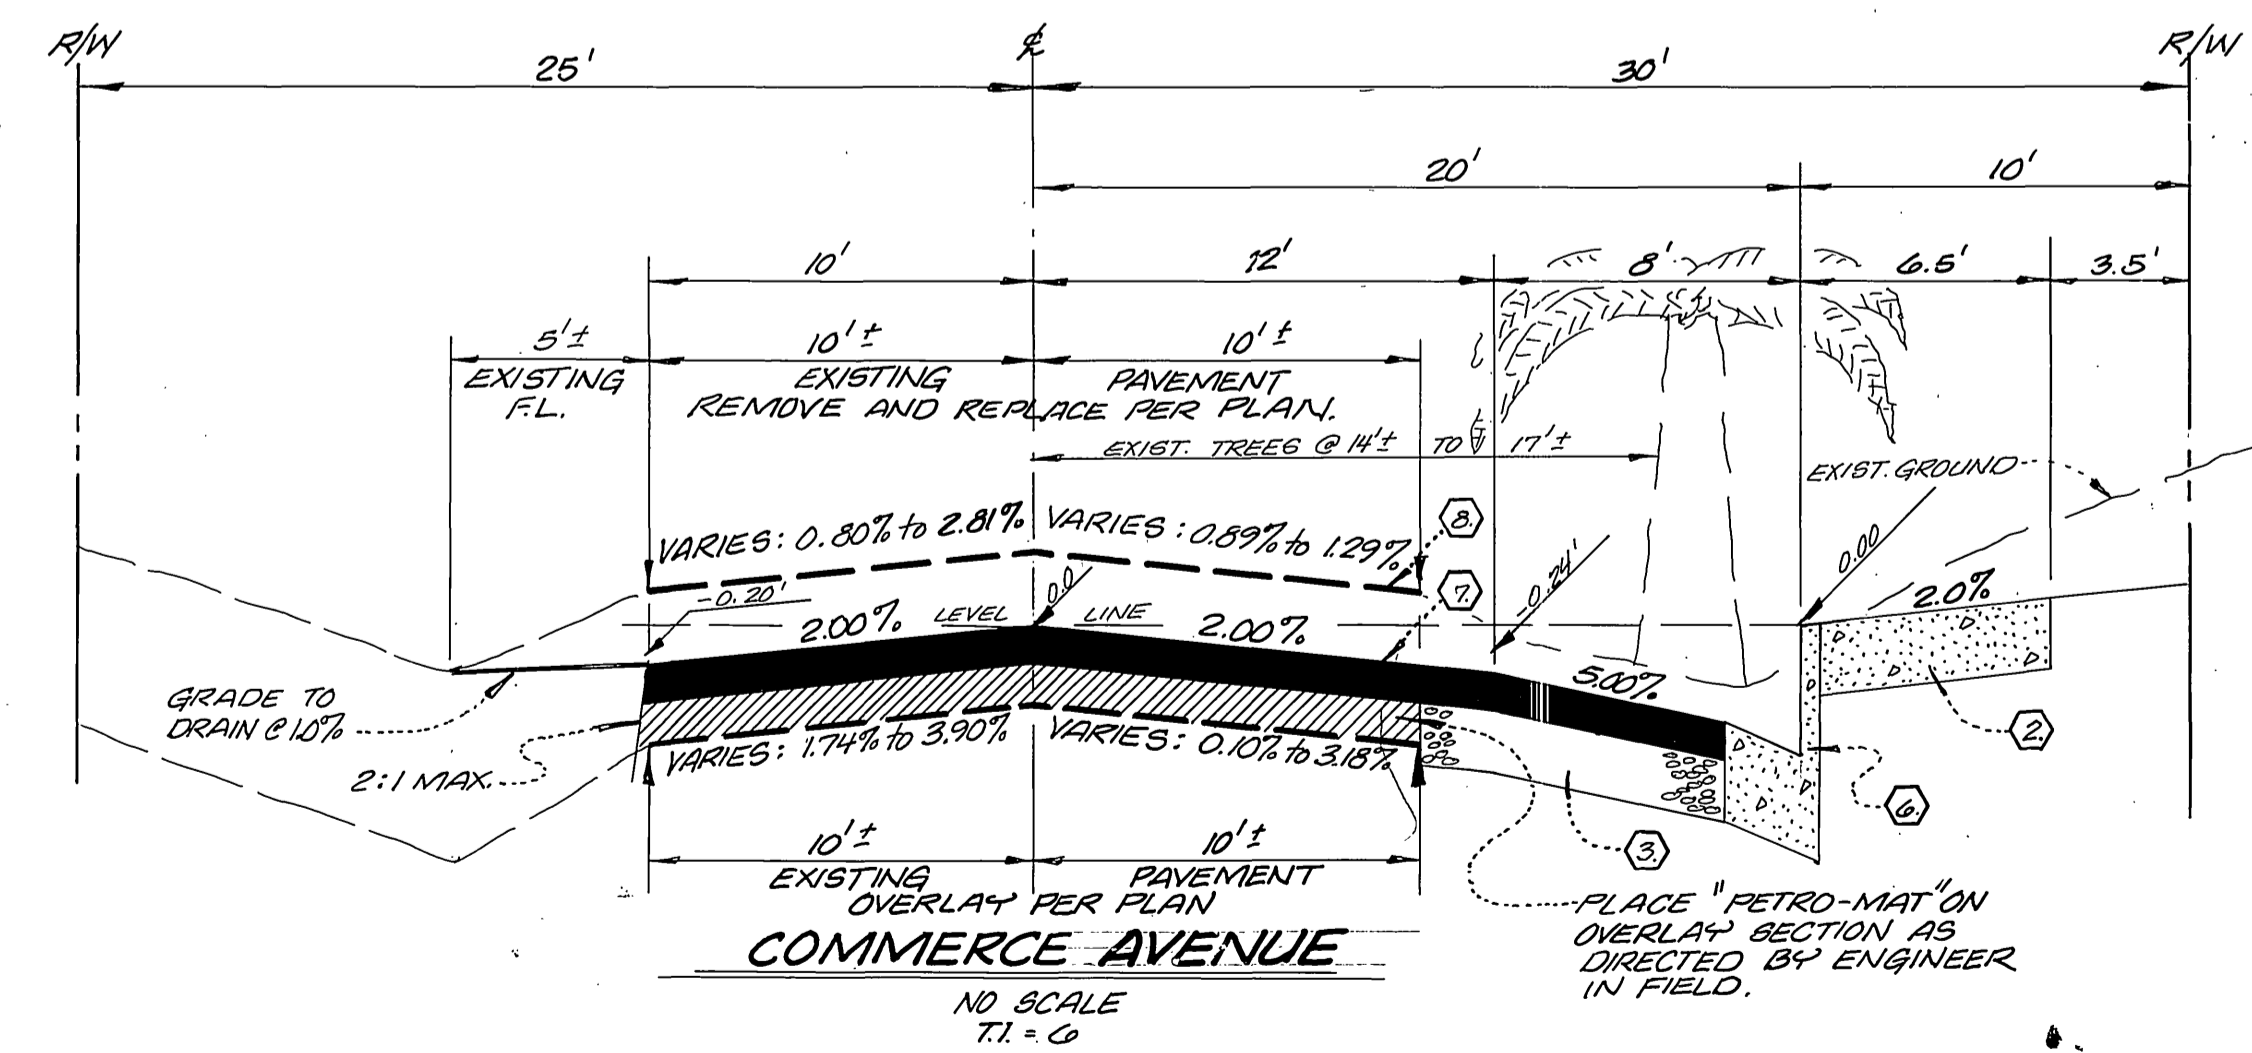 R/W
℄
R/W
25'
30'
20'
10'
10'
12'
8'
6.5'
3.5'
5'±
10'±
10'±
EXISTING
F.L.
EXISTING PAVEMENT
REMOVE AND REPLACE PER PLAN.
EXIST. TREES @ 14'± TO 17'±
EXIST. GROUND
VARIES: 0.80% to 2.81%
VARIES: 0.89% to 1.29%
8.
7.
-0.20'
0.0
-0.24'
0.00
2.00%
LEVEL LINE
2.00%
2.0%
5.00%
GRADE TO
DRAIN @ 1.0%
2:1 MAX.
VARIES: 1.74% to 3.90%
VARIES: 0.10% to 3.18%
2.
6.
3.
10'±
10'±
EXISTING PAVEMENT
OVERLAY PER PLAN
PLACE "PETRO-MAT" ON
OVERLAY SECTION AS
DIRECTED BY ENGINEER
IN FIELD.
COMMERCE AVENUE
NO SCALE
T.I. = 6